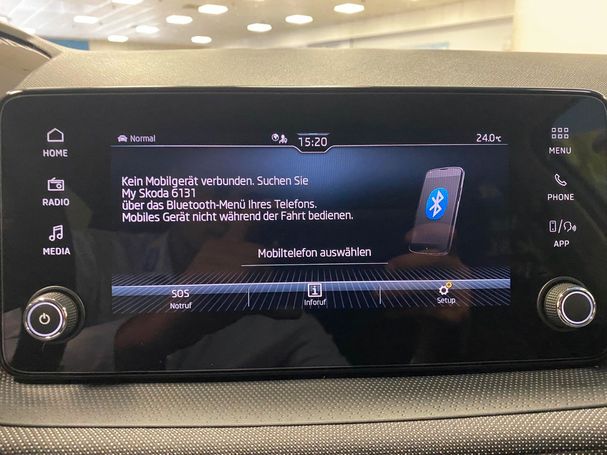 HOME
RADIO
MEDIA
Normal
15:20
24.0°C
Kein Mobilgerät verbunden. Suchen Sie
My Skoda 6131
über das Bluetooth-Menü Ihres Telefons.
Mobiles Gerät nicht während der Fahrt bedienen.
Mobiltelefon auswählen
SOS
Notruf
i
Inforuf
Setup
MENU
PHONE
APP